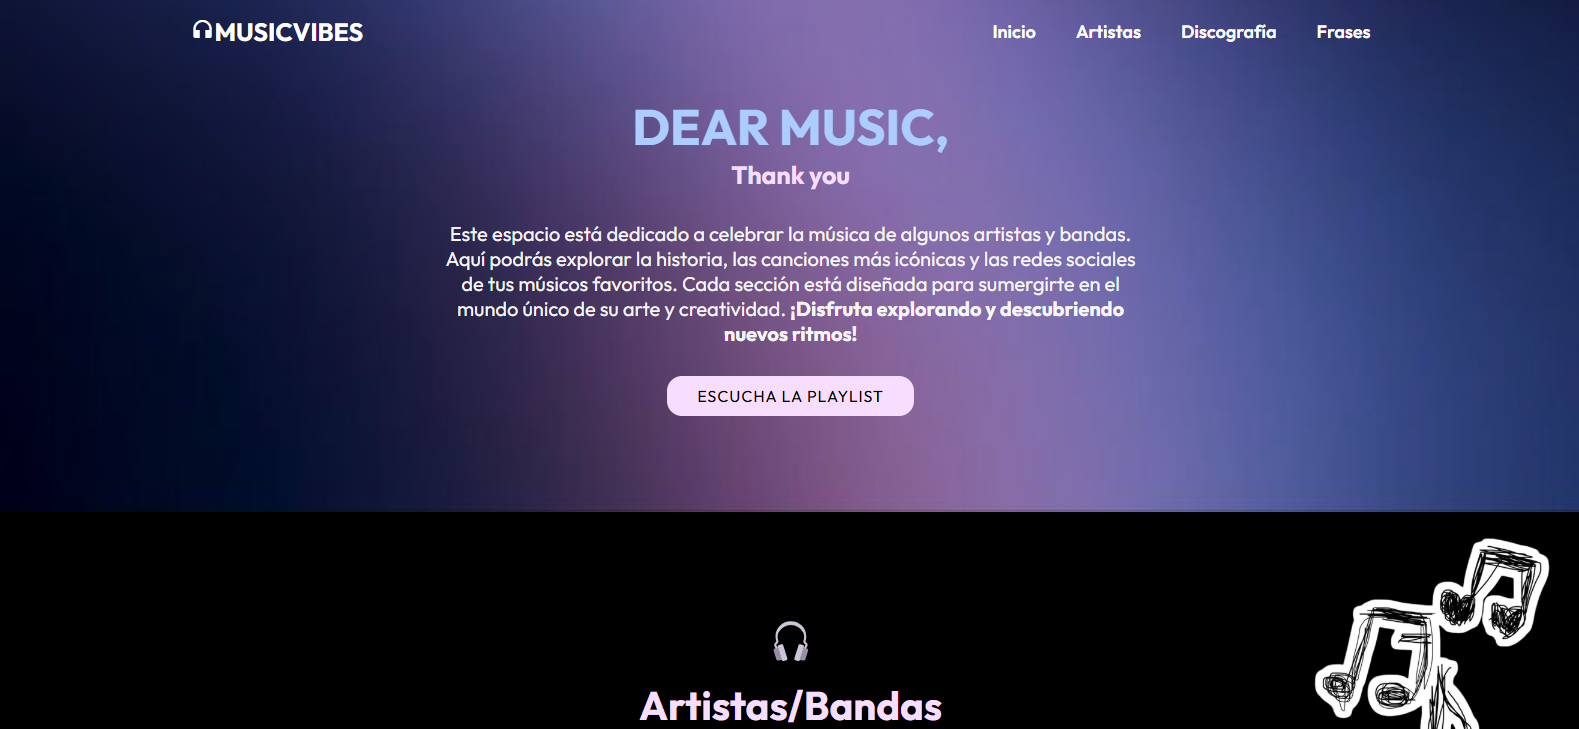 MUSICVIBES
Inicio Artistas Discografía Frases
DEAR MUSIC,
Thank you
Este espacio está dedicado a celebrar la música de algunos artistas y bandas.
Aquí podrás explorar la historia, las canciones más icónicas y las redes sociales
de tus músicos favoritos. Cada sección está diseñada para sumergirte en el
mundo único de su arte y creatividad. ¡Disfruta explorando y descubriendo
nuevos ritmos!
ESCUCHA LA PLAYLIST
Artistas/Bandas